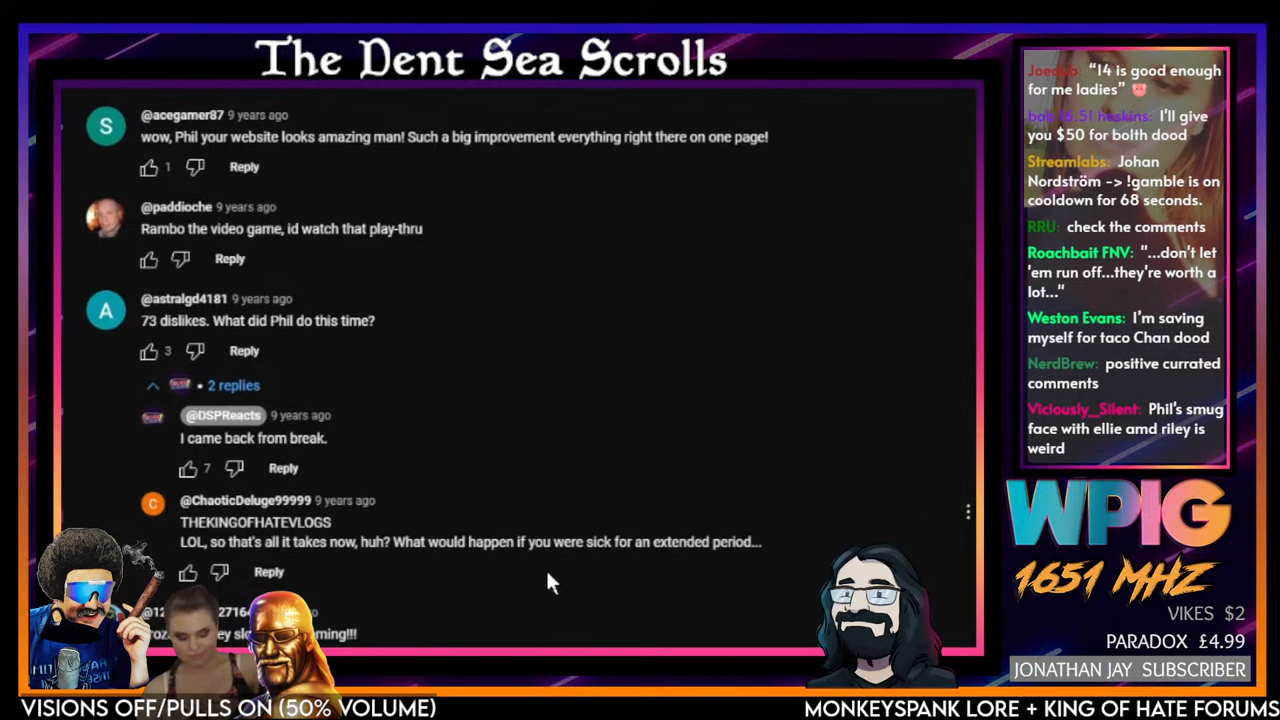 The Dent Sea Scrolls
@acegamer87 9 years ago
wow, Phil your website looks amazing man! Such a big improvement everything right there on one page!
1 Reply
@paddioche 9 years ago
Rambo the video game, id watch that play-thru
Reply
@astralgd4181 9 years ago
73 dislikes. What did Phil do this time?
3 Reply
• 2 replies
@DSPReacts 9 years ago
I came back from break.
7 Reply
@ChaoticDeluge99999 9 years ago
THEKINGOFHATEVLOGS
LOL, so that's all it takes now, huh? What would happen if you were sick for an extended period...
Reply
Joedub: "14 is good enough
for me ladies"
I'll give
you $50 for bolth dood
Streamlabs: Johan
Nordström -> !gamble is on
cooldown for 68 seconds.
RRU: check the comments
Roachbait FNV: "...don't let
'em run off...they're worth a
lot..."
Weston Evans: I'm saving
myself for taco Chan dood
NerdBrew: positive currated
comments
Viciously_Silent: Phil's smug
face with ellie amd riley is
weird
WPIG
1651 MHZ
VIKES $2
PARADOX £4.99
JONATHAN JAY SUBSCRIBER
VISIONS OFF/PULLS ON (50% VOLUME)
MONKEYSPANK LORE + KING OF HATE FORUMS